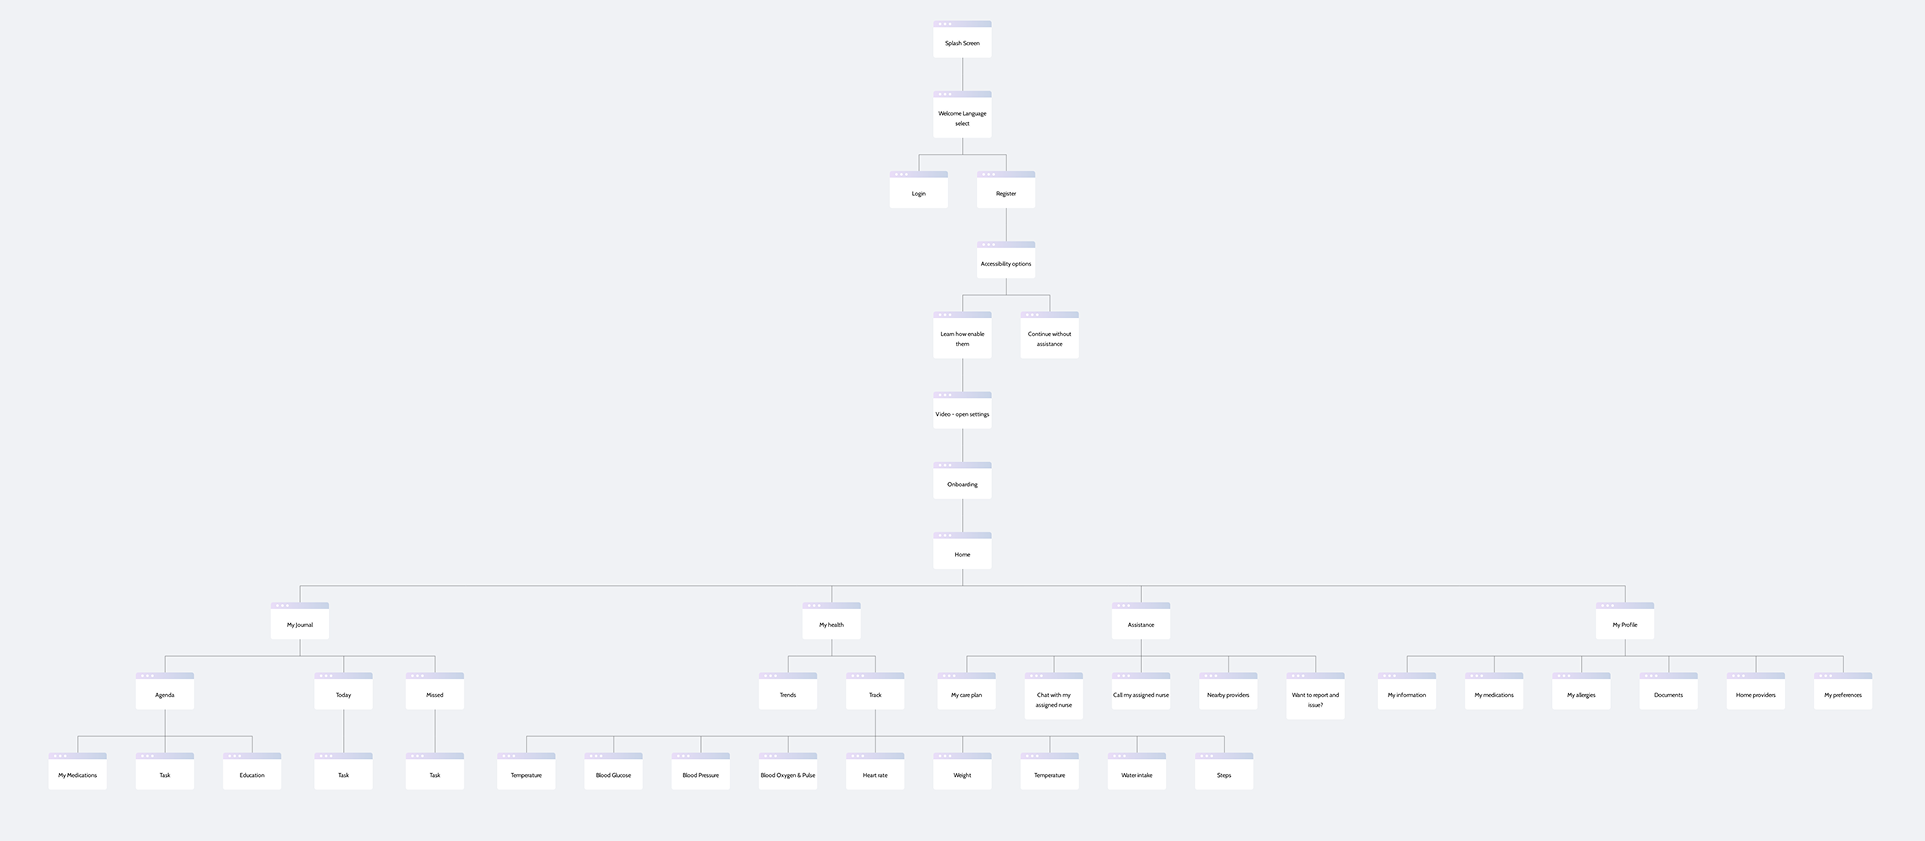 Splash Screen
Welcome Language
select
Login
Register
Accessibility options
Learn how enable
them
Continue without
assistance
Video - open settings
Onboarding
Home
My Journal
My health
Assistance
My Profile
Agenda
Today
Missed
Trends
Track
My care plan
Chat with my
assigned nurse
Call my assigned nurse
Nearby providers
Want to report and
issue?
My information
My medications
My allergies
Documents
Home providers
My preferences
My Medications
Task
Education
Task
Task
Temperature
Blood Glucose
Blood Pressure
Blood Oxygen & Pulse
Heart rate
Weight
Temperature
Water intake
Steps